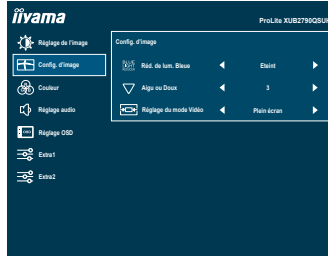 iiyama
ProLite XUB2790QSUH
Réglage de l'image
Config. d'image
Couleur
Réglage audio
Réglage OSD
Extra1
Extra2
Config. d'image
Réd. de lum. Bleue Eteint
Aigu ou Doux 3
Réglage du mode Vidéo Plein écran